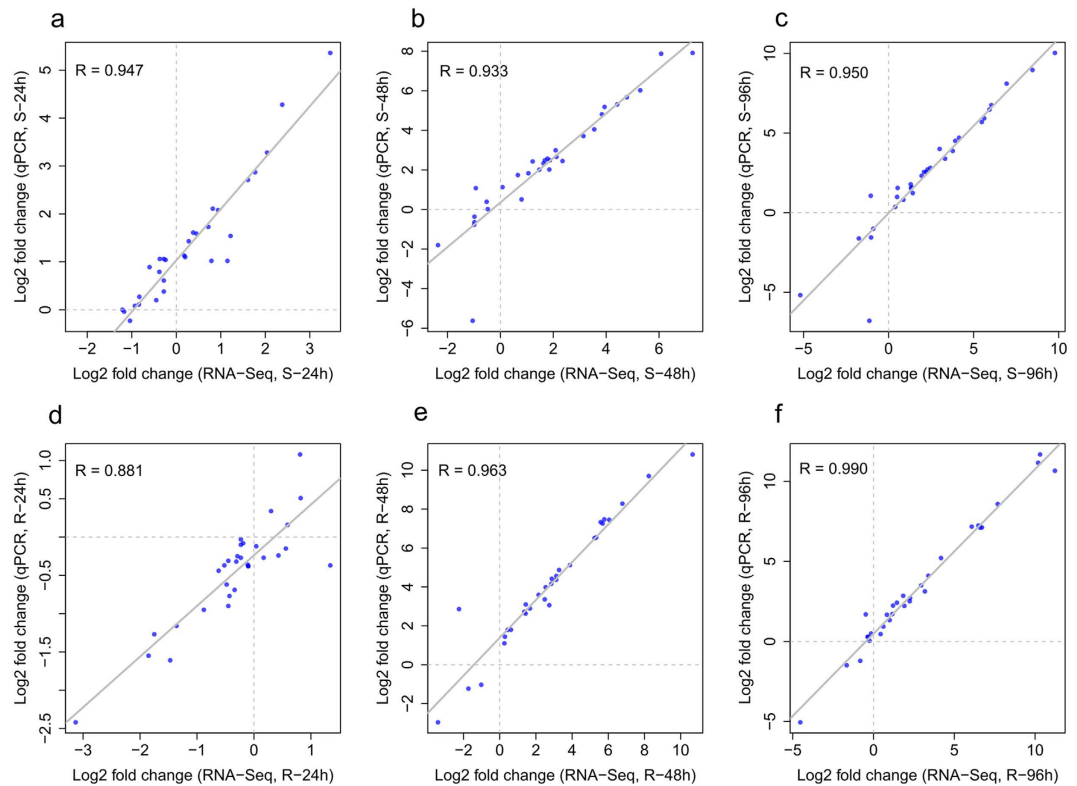 a
R = 0.947
Log2 fold change (qPCR, S−24h)
5
4
3
2
1
0
−2 −1 0 1 2 3
Log2 fold change (RNA−Seq, S−24h)
b
R = 0.933
Log2 fold change (qPCR, S−48h)
8
6
4
2
0
−2
−4
−6
−2 0 2 4 6
Log2 fold change (RNA−Seq, S−48h)
c
R = 0.950
Log2 fold change (qPCR, S−96h)
10
5
0
−5
−5 0 5 10
Log2 fold change (RNA−Seq, S−96h)
d
R = 0.881
Log2 fold change (qPCR, R−24h)
1.0
0.5
−0.5
−1.5
−2.5
−3 −2 −1 0 1
Log2 fold change (RNA−Seq, R−24h)
e
R = 0.963
Log2 fold change (qPCR, R−48h)
10
8
6
4
2
0
−2
−2 0 2 4 6 8 10
Log2 fold change (RNA−Seq, R−48h)
f
R = 0.990
Log2 fold change (qPCR, R−96h)
10
5
0
−5
−5 0 5 10
Log2 fold change (RNA−Seq, R−96h)